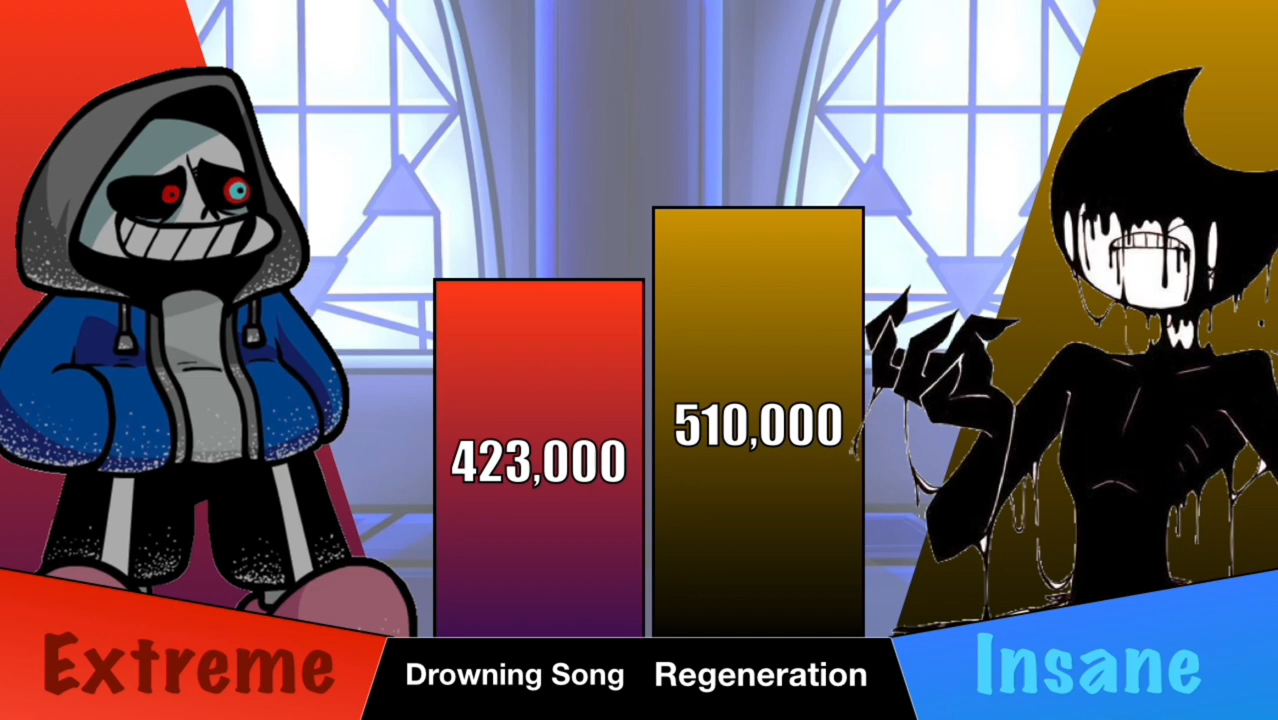 423,000
510,000
Extreme
Drowning Song
Regeneration
Insane